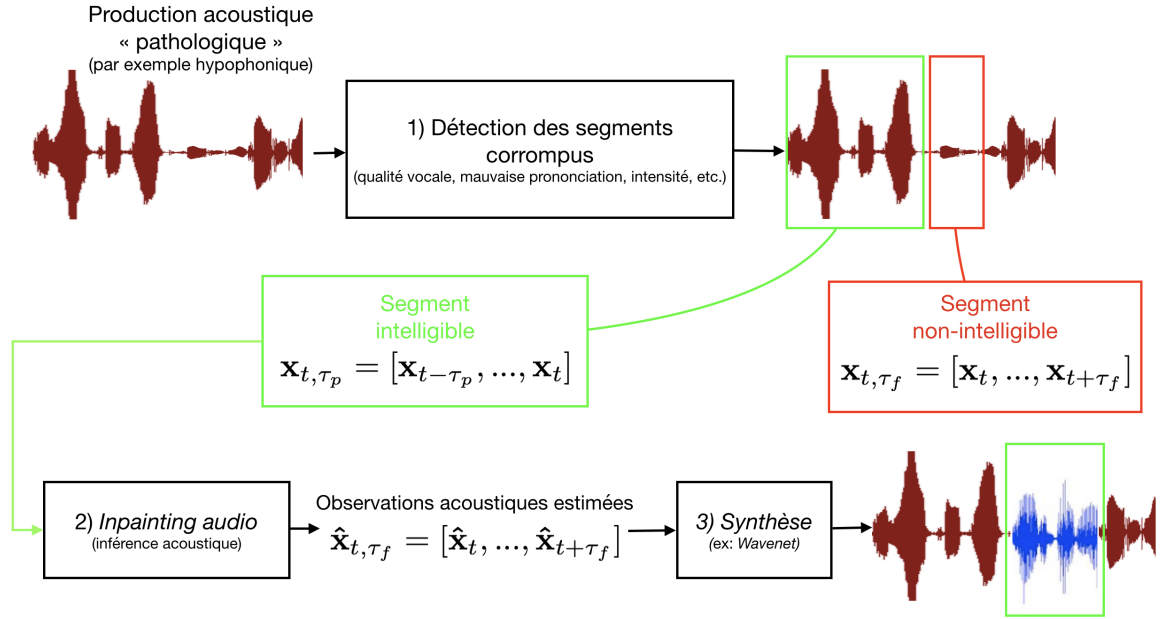 Production acoustique
« pathologique »
(par exemple hypophonique)
1) Détection des segments
corrompus
(qualité vocale, mauvaise prononciation, intensité, etc.)
Segment
intelligible
𝐱_{t,τ_p} = [𝐱_{t−τ_p}, ..., 𝐱_t]
Segment
non-intelligible
𝐱_{t,τ_f} = [𝐱_t, ..., 𝐱_{t+τ_f}]
2) Inpainting audio
(inférence acoustique)
Observations acoustiques estimées
𝐱̂_{t,τ_f} = [𝐱̂_t, ..., 𝐱̂_{t+τ_f}]
3) Synthèse
(ex: Wavenet)